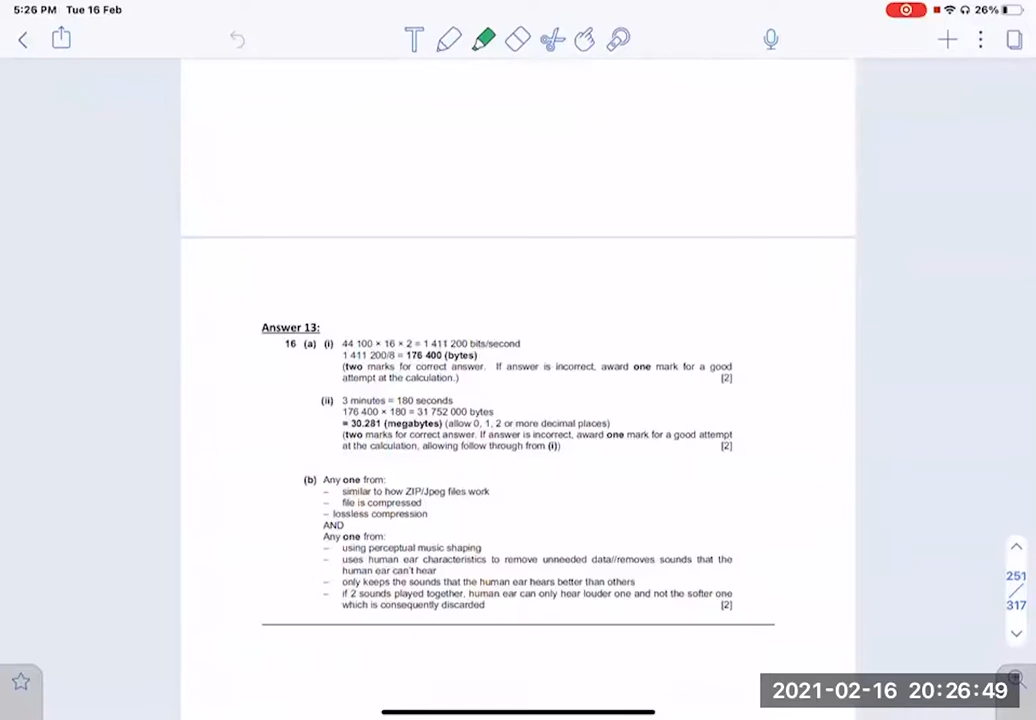 5:26 PM Tue 16 Feb
26%
Answer 13:
16 (a) (i) 44 100 × 16 × 2 = 1 411 200 bits/second
1 411 200/8 = 176 400 (bytes)
(two marks for correct answer. If answer is incorrect, award one mark for a good
attempt at the calculation.) [2]
(ii) 3 minutes = 180 seconds
176 400 × 180 = 31 752 000 bytes
= 30.281 (megabytes) (allow 0, 1, 2 or more decimal places)
(two marks for correct answer. If answer is incorrect, award one mark for a good attempt
at the calculation, allowing follow through from (i)) [2]
(b) Any one from:
– similar to how ZIP/Jpeg files work
– file is compressed
– lossless compression
AND
Any one from:
– using perceptual music shaping
– uses human ear characteristics to remove unneeded data//removes sounds that the
human ear can't hear
– only keeps the sounds that the human ear hears better than others
– if 2 sounds played together, human ear can only hear louder one and not the softer one
which is consequently discarded [2]
251
/
317
2021-02-16 20:26:49